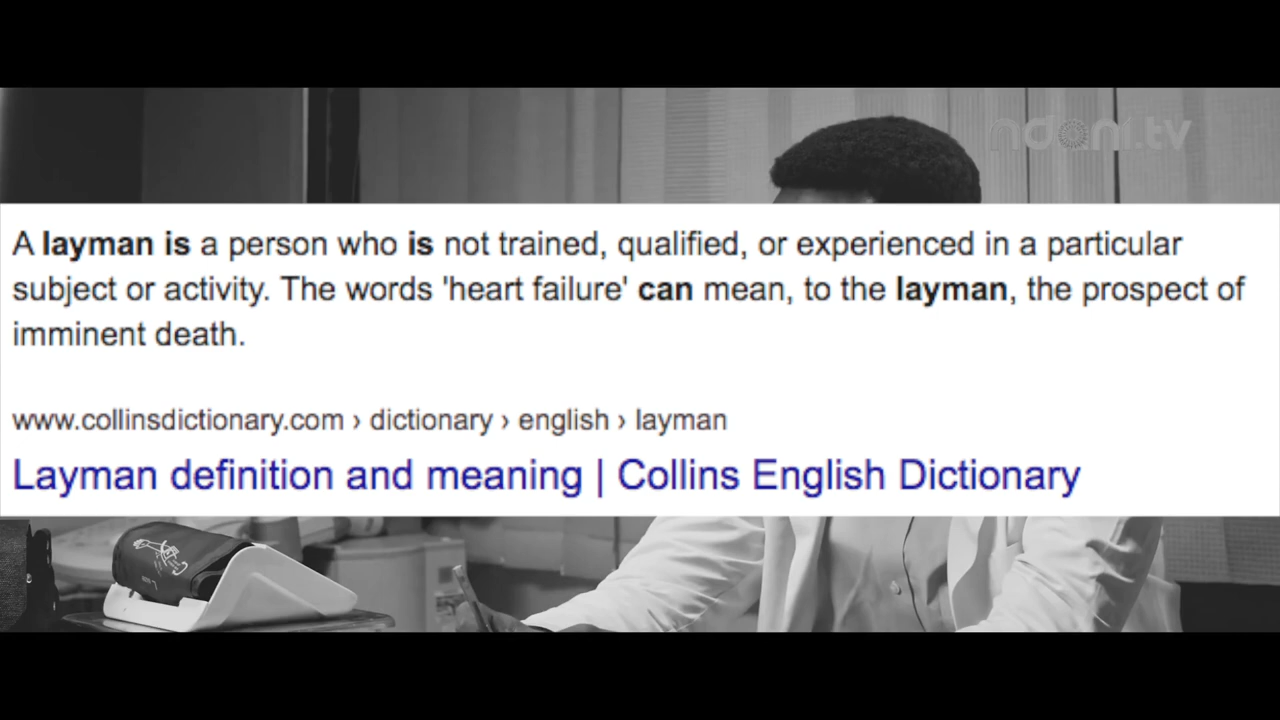 ndani.tv
A layman is a person who is not trained, qualified, or experienced in a particular
subject or activity. The words 'heart failure' can mean, to the layman, the prospect of
imminent death.
www.collinsdictionary.com › dictionary › english › layman
Layman definition and meaning | Collins English Dictionary